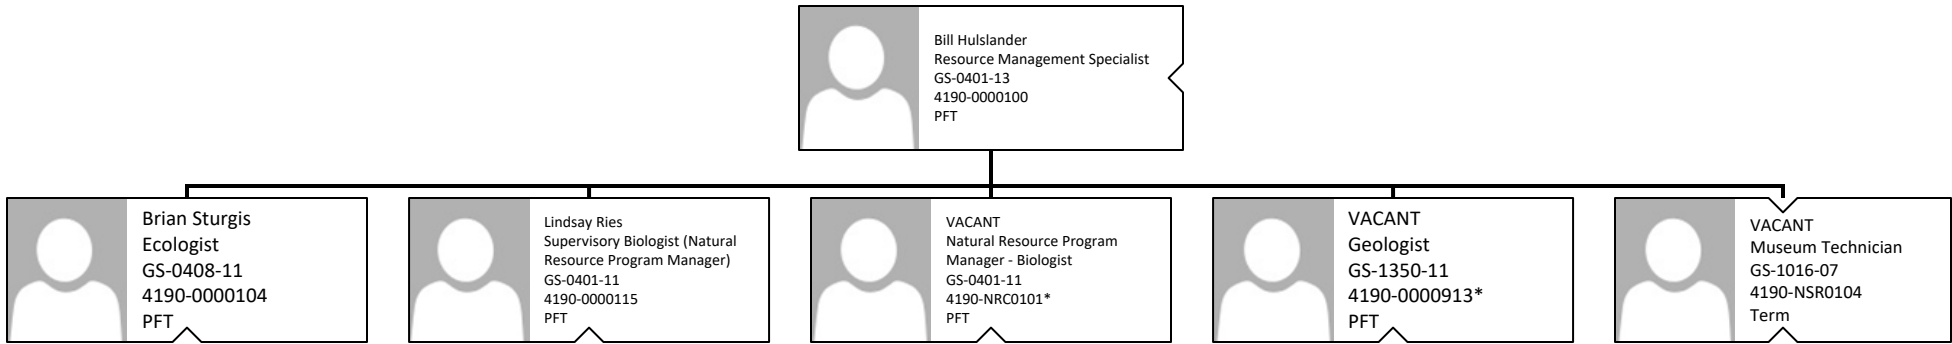 Bill Hulslander
Resource Management Specialist
GS-0401-13
4190-0000100
PFT
Brian Sturgis
Ecologist
GS-0408-11
4190-0000104
PFT
Lindsay Ries
Supervisory Biologist (Natural
Resource Program Manager)
GS-0401-11
4190-0000115
PFT
VACANT
Natural Resource Program
Manager - Biologist
GS-0401-11
4190-NRC0101*
PFT
VACANT
Geologist
GS-1350-11
4190-0000913*
PFT
VACANT
Museum Technician
GS-1016-07
4190-NSR0104
Term